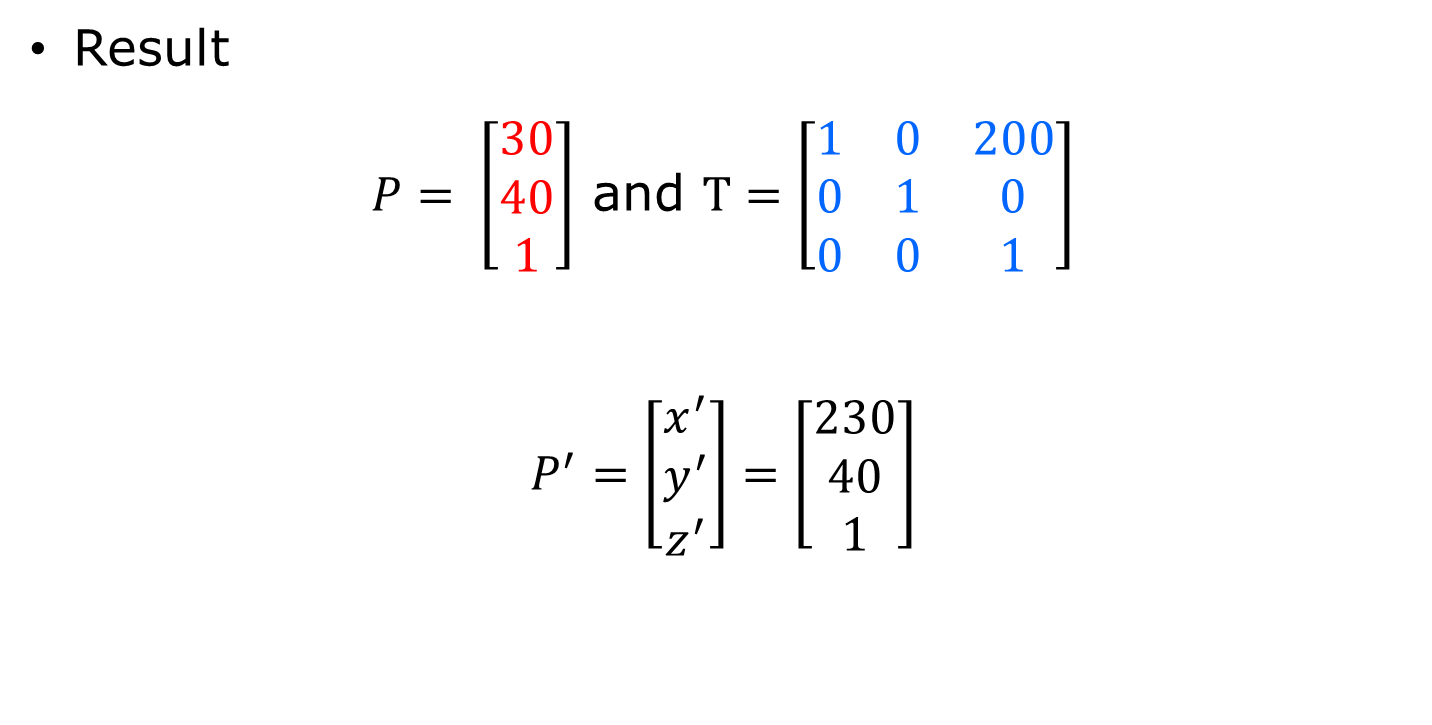 • Result
P = [30 40 1] and T = [1 0 200
0 1 0
0 0 1]
P′ = [x′ y′ z′] = [230 40 1]